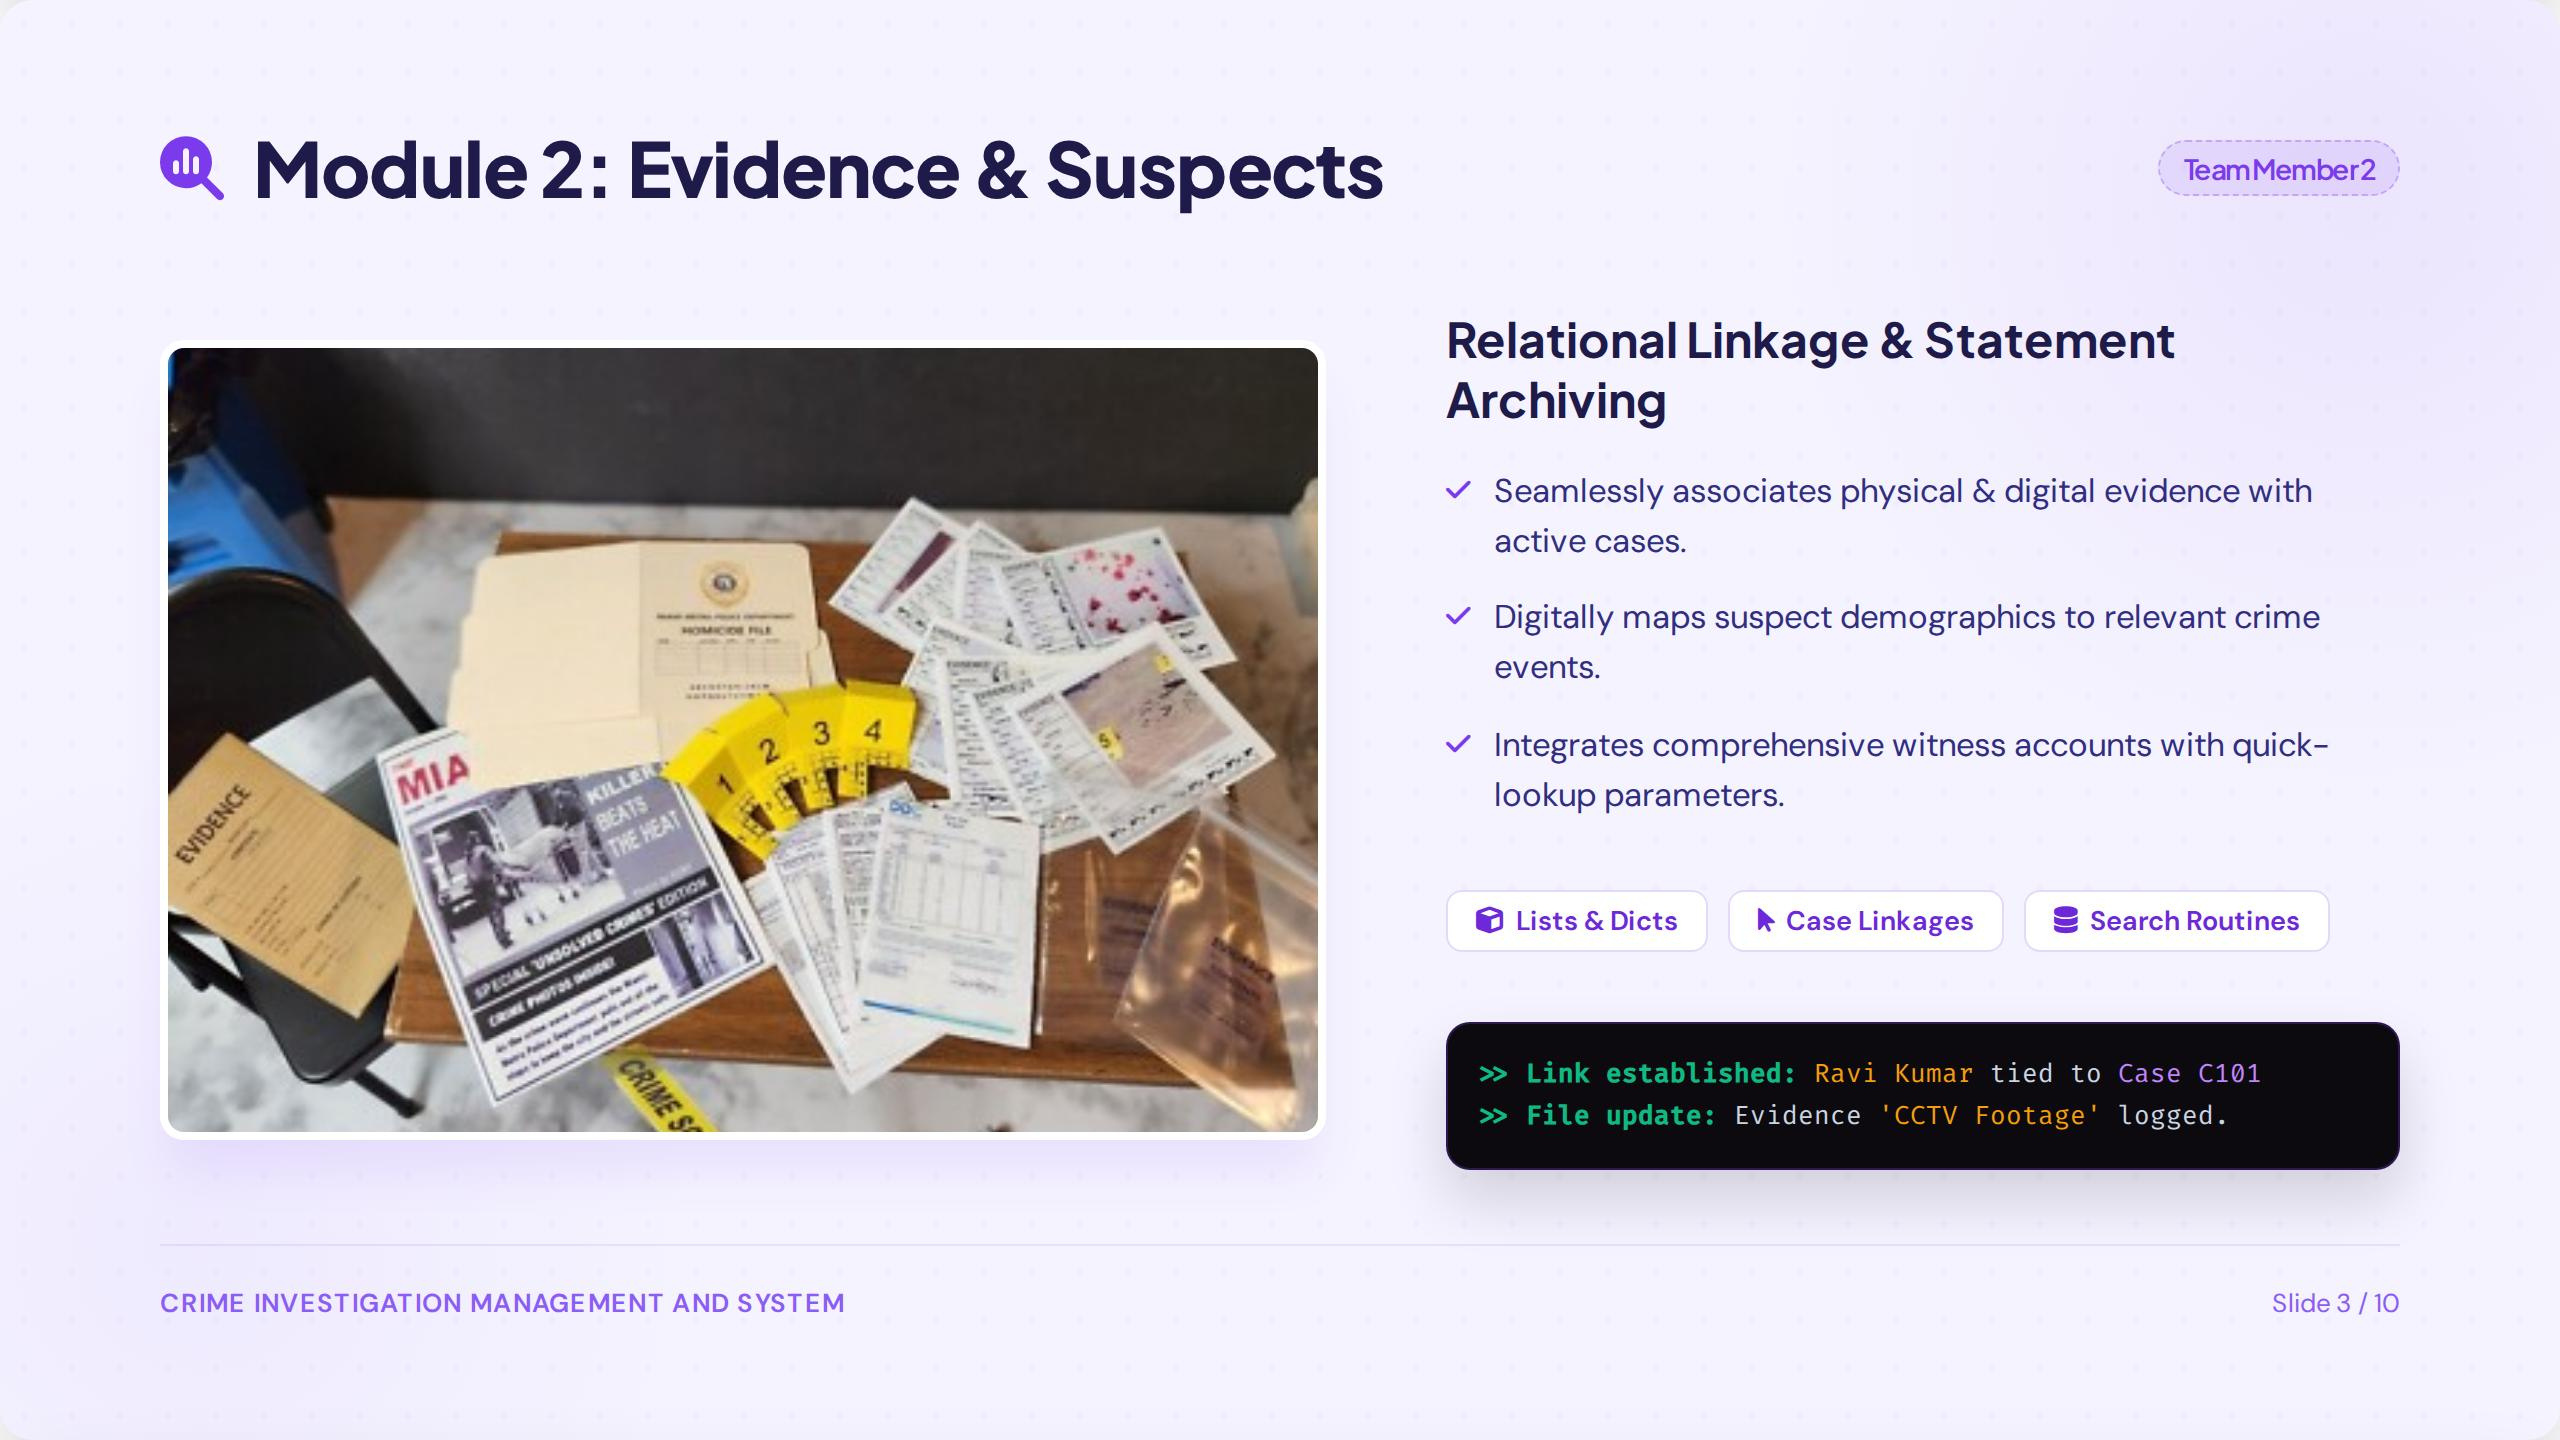 Module 2: Evidence & Suspects
Team Member 2
HOMICIDE FILE
1
2
3
4
5
EVIDENCE
MIA
KILLER
BEATS
THE HEAT
SPECIAL 'UNSOLVED CRIMES' EDITION
CRIME PHOTOS INSIDE!
CRIME SC
Relational Linkage & Statement
Archiving
Seamlessly associates physical & digital evidence with
active cases.
Digitally maps suspect demographics to relevant crime
events.
Integrates comprehensive witness accounts with quick-
lookup parameters.
Lists & Dicts
Case Linkages
Search Routines
>> Link established: Ravi Kumar tied to Case C101
>> File update: Evidence 'CCTV Footage' logged.
CRIME INVESTIGATION MANAGEMENT AND SYSTEM
Slide 3 / 10